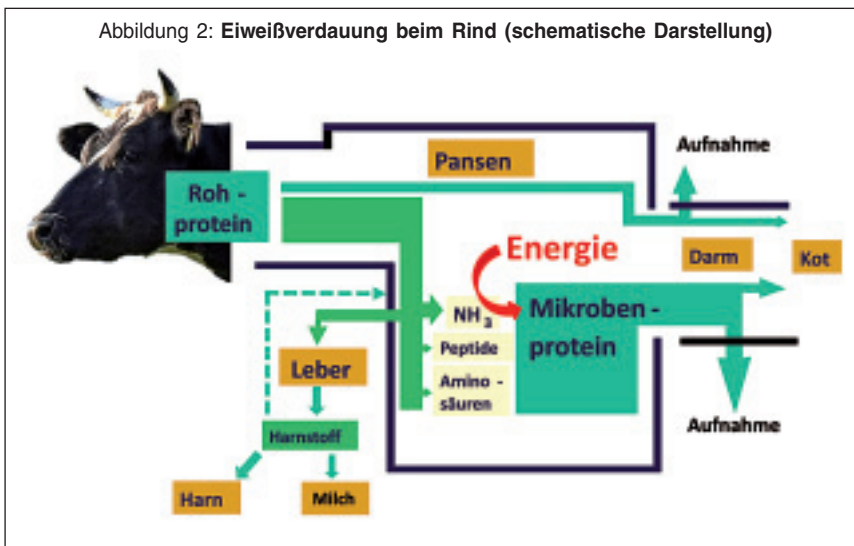 Abbildung 2: Eiweißverdauung beim Rind (schematische Darstellung)
Aufnahme
Pansen
Roh -
protein
Energie
Darm
Kot
NH3
Mikroben -
protein
Peptide
Leber
Amino -
säuren
Harnstoff
Aufnahme
Harn
Milch